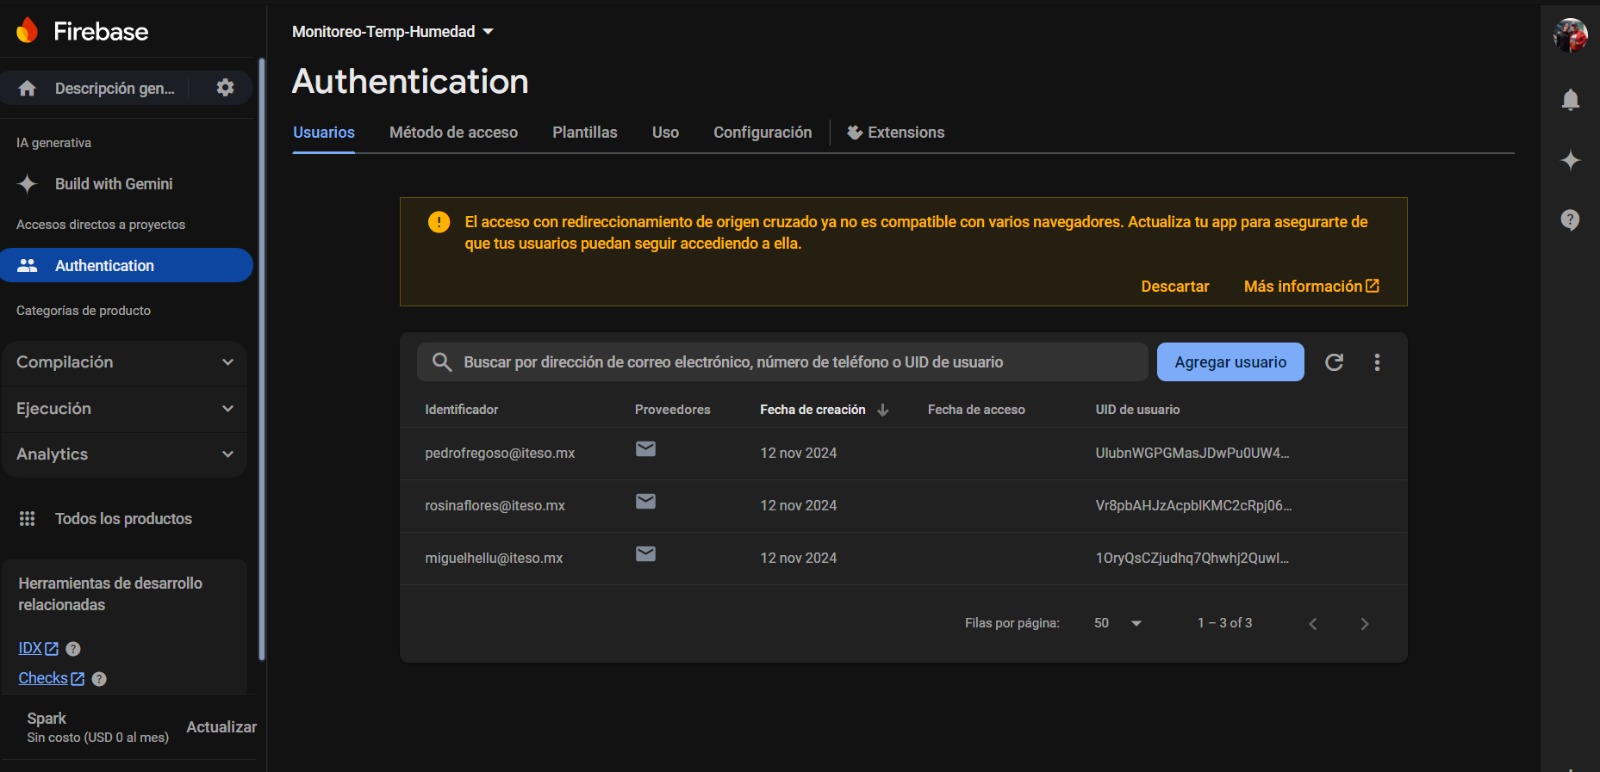 Firebase
Descripción gen...
IA generativa
Build with Gemini
Accesos directos a proyectos
Authentication
Categorías de producto
Compilación
Ejecución
Analytics
Todos los productos
Herramientas de desarrollo
relacionadas
IDX
Checks
Spark
Sin costo (USD 0 al mes)
Actualizar
Monitoreo-Temp-Humedad
Authentication
Usuarios Método de acceso Plantillas Uso Configuración Extensions
El acceso con redireccionamiento de origen cruzado ya no es compatible con varios navegadores. Actualiza tu app para asegurarte de
que tus usuarios puedan seguir accediendo a ella.
Descartar Más información
Buscar por dirección de correo electrónico, número de teléfono o UID de usuario Agregar usuario
Identificador Proveedores Fecha de creación Fecha de acceso UID de usuario
pedrofregoso@iteso.mx 12 nov 2024 UlubnWGPGMasJDwPu0UW4...
rosinaflores@iteso.mx 12 nov 2024 Vr8pbAHJzAcpblKMC2cRpj06...
miguelhellu@iteso.mx 12 nov 2024 1OryQsCZjudhq7Qhwhj2QuwI...
Filas por página: 50 1 – 3 of 3